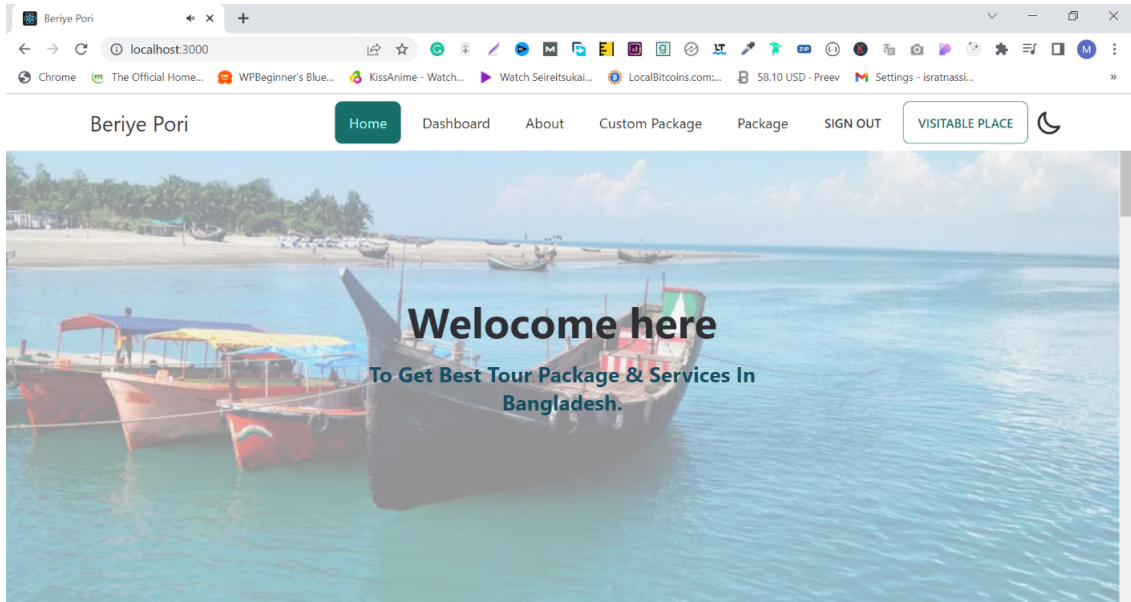 Beriye Pori
localhost:3000
Chrome The Official Home... WPBeginner's Blue... KissAnime - Watch... Watch Seireitsukai... LocalBitcoins.com:... 58.10 USD - Preev Settings - isratnassi... »
Beriye Pori Home Dashboard About Custom Package Package SIGN OUT VISITABLE PLACE
Welocome here
To Get Best Tour Package & Services In
Bangladesh.